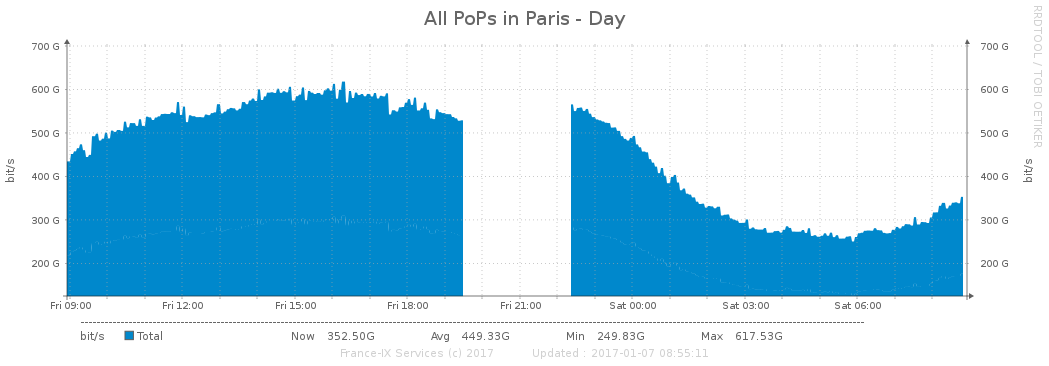 All PoPs in Paris - Day
RRDTOOL / TOBI OETIKER
700 G 700 G
600 G 600 G
500 G 500 G
400 G 400 G
300 G 300 G
200 G 200 G
bit/s
bit/s
Fri 09:00 Fri 12:00 Fri 15:00 Fri 18:00 Fri 21:00 Sat 00:00 Sat 03:00 Sat 06:00
bit/s Total Now 352.50G Avg 449.33G Min 249.83G Max 617.53G
France-IX Services (c) 2017 Updated : 2017-01-07 08:55:11